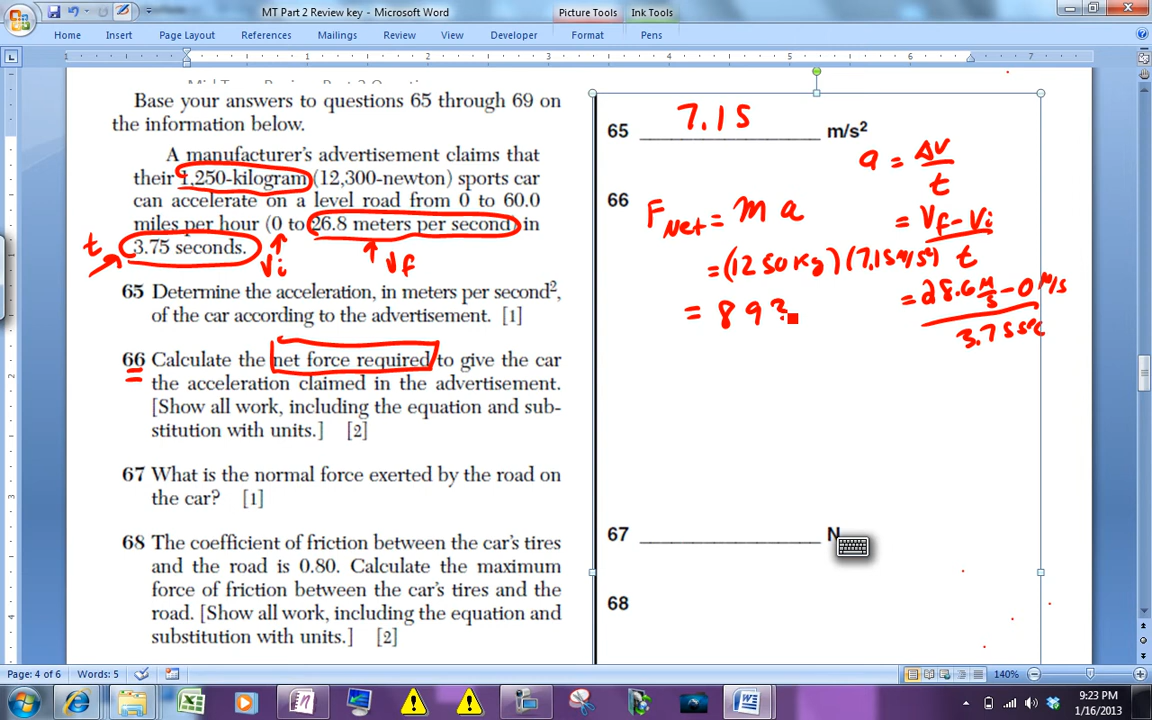 MT Part 2 Review key - Microsoft Word
Picture Tools
Ink Tools
Home
Insert
Page Layout
References
Mailings
Review
View
Developer
Format
Pens
1
1
2
3
4
5
6
7
Base your answers to questions 65 through 69 on
the information below.
A manufacturer's advertisement claims that
their 1,250-kilogram (12,300-newton) sports car
can accelerate on a level road from 0 to 60.0
miles per hour (0 to 26.8 meters per second) in
3.75 seconds.
t
Vi
Vf
65 Determine the acceleration, in meters per second2,
of the car according to the advertisement. [1]
66 Calculate the net force required to give the car
the acceleration claimed in the advertisement.
[Show all work, including the equation and sub-
stitution with units.] [2]
67 What is the normal force exerted by the road on
the car? [1]
68 The coefficient of friction between the car's tires
and the road is 0.80. Calculate the maximum
force of friction between the car's tires and the
road. [Show all work, including the equation and
substitution with units.] [2]
65 7.15 m/s2
a = ΔV
t
= Vf - Vi
t
= 28.6 M/s - 0 M/s
3.75 sec
66
FNet = m a
= (1250 Kg) (7.15 M/s2)
= 893
67 N
68
Page: 4 of 6
Words: 5
140%
9:23 PM
1/16/2013